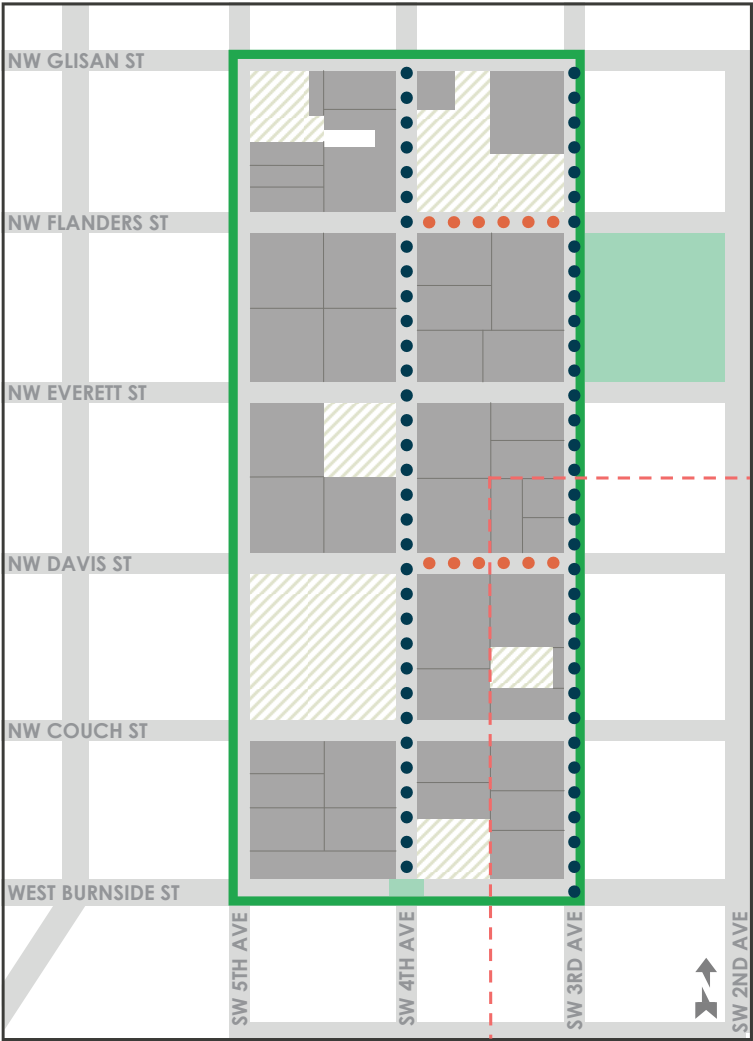 NW GLISAN ST
NW FLANDERS ST
NW EVERETT ST
NW DAVIS ST
NW COUCH ST
WEST BURNSIDE ST
SW 5TH AVE
SW 4TH AVE
SW 3RD AVE
SW 2ND AVE